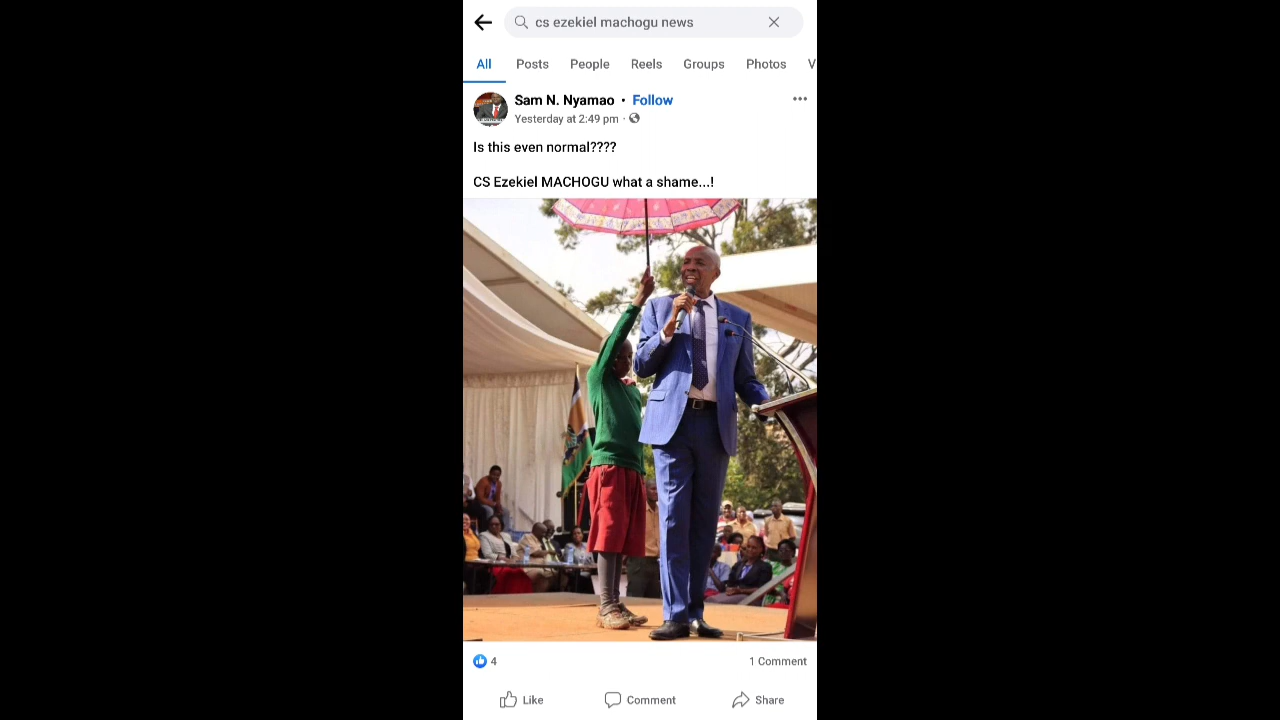 cs ezekiel machogu news
All Posts People Reels Groups Photos V
Sam N. Nyamao · Follow
Yesterday at 2:49 pm ·
Is this even normal????
CS Ezekiel MACHOGU what a shame...!
4 1 Comment
Like Comment Share